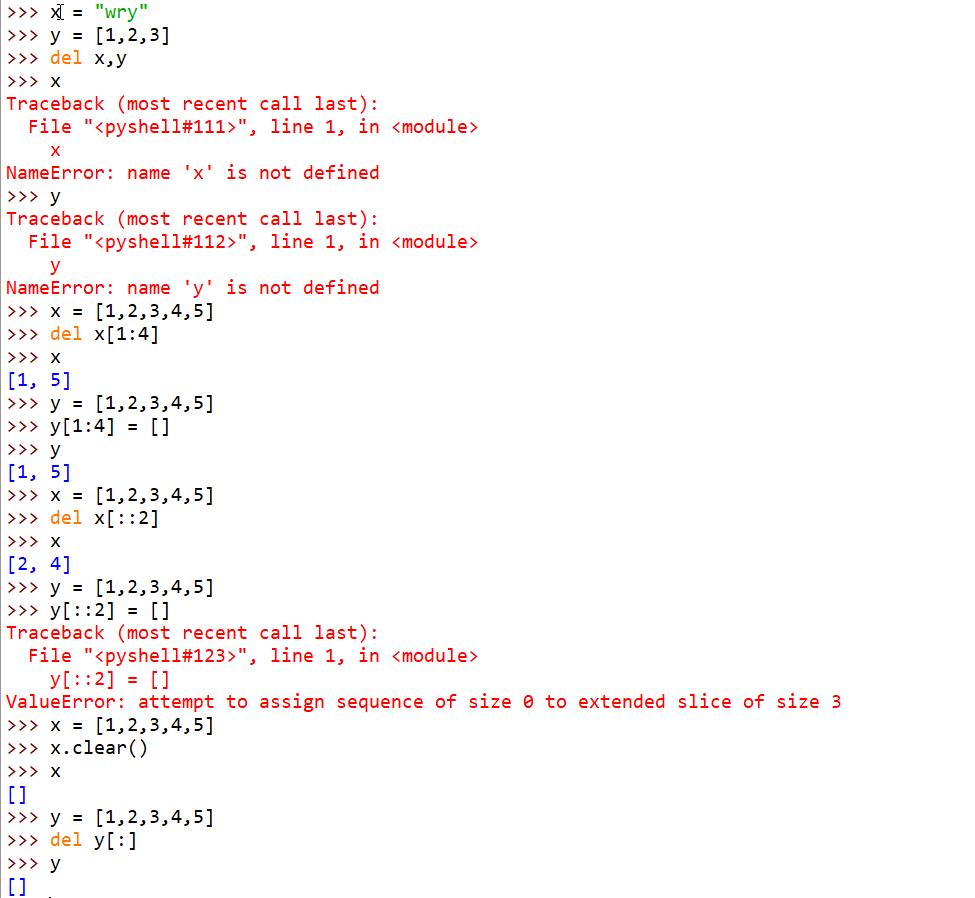 >>> x = "wry"
>>> y = [1,2,3]
>>> del x,y
>>> x
Traceback (most recent call last):
  File "<pyshell#111>", line 1, in <module>
    x
NameError: name 'x' is not defined
>>> y
Traceback (most recent call last):
  File "<pyshell#112>", line 1, in <module>
    y
NameError: name 'y' is not defined
>>> x = [1,2,3,4,5]
>>> del x[1:4]
>>> x
[1, 5]
>>> y = [1,2,3,4,5]
>>> y[1:4] = []
>>> y
[1, 5]
>>> x = [1,2,3,4,5]
>>> del x[::2]
>>> x
[2, 4]
>>> y = [1,2,3,4,5]
>>> y[::2] = []
Traceback (most recent call last):
  File "<pyshell#123>", line 1, in <module>
    y[::2] = []
ValueError: attempt to assign sequence of size 0 to extended slice of size 3
>>> x = [1,2,3,4,5]
>>> x.clear()
>>> x
[]
>>> y = [1,2,3,4,5]
>>> del y[:]
>>> y
[]